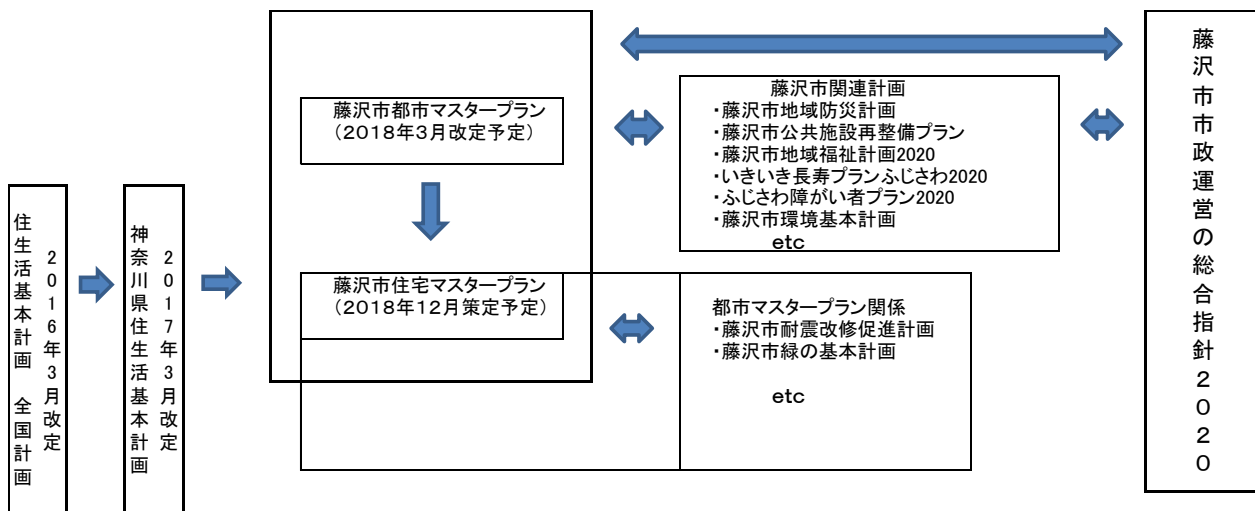 住生活基本計画　全国計画
2016年3月改定
神奈川県住生活基本計画
2017年3月改定
藤沢市都市マスタープラン
（2018年3月改定予定）
藤沢市住宅マスタープラン
（2018年12月策定予定）
藤沢市関連計画
・藤沢市地域防災計画
・藤沢市公共施設再整備プラン
・藤沢市地域福祉計画2020
・いきいき長寿プランふじさわ2020
・ふじさわ障がい者プラン2020
・藤沢市環境基本計画
etc
都市マスタープラン関係
・藤沢市耐震改修促進計画
・藤沢市緑の基本計画
etc
藤沢市市政運営の総合指針2020